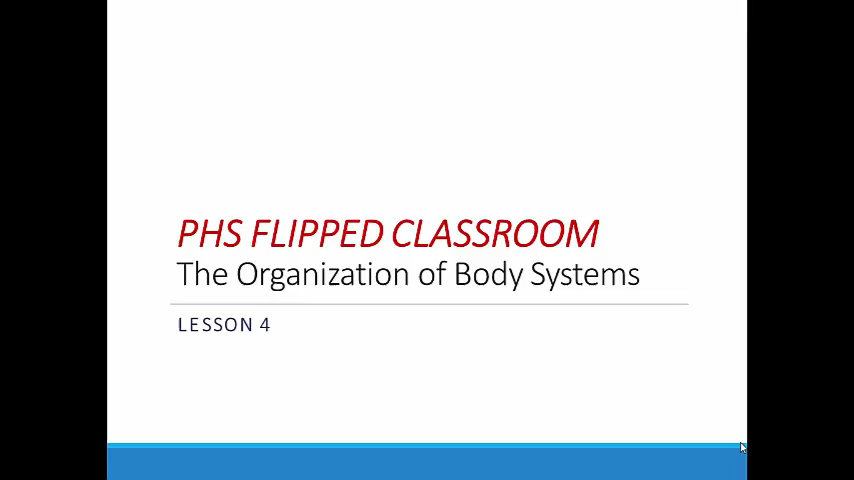 PHS FLIPPED CLASSROOM
The Organization of Body Systems
LESSON 4